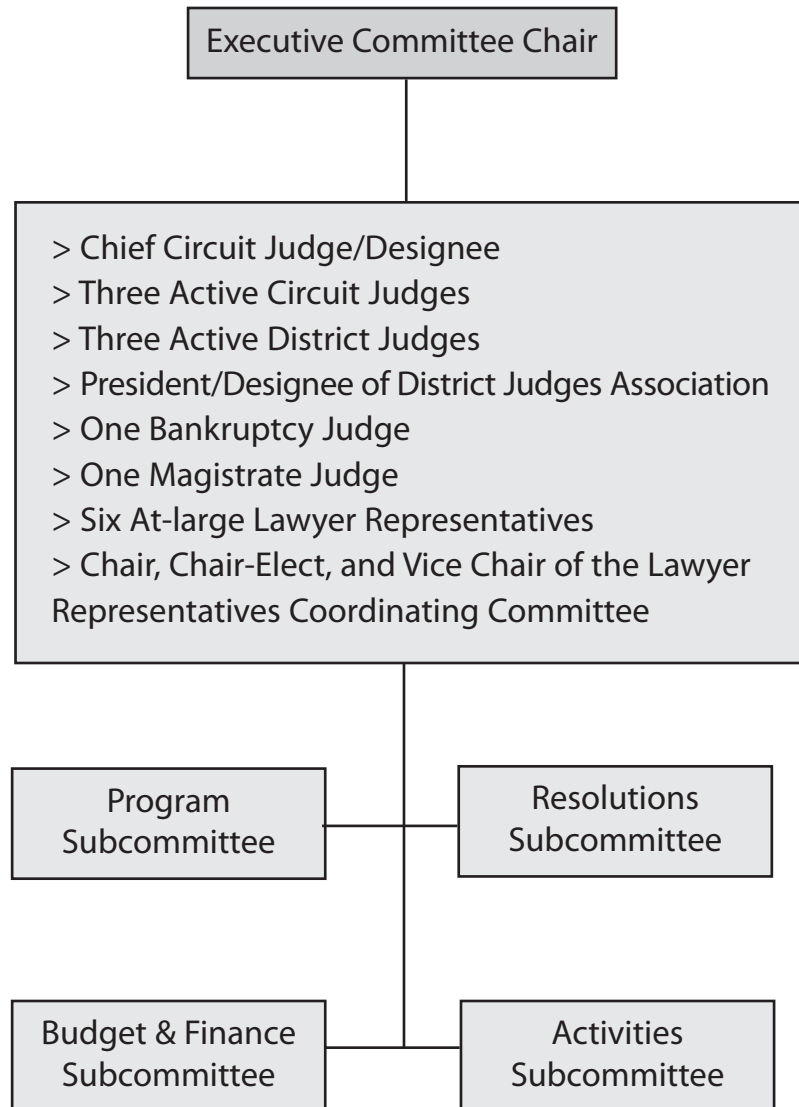 Executive Committee Chair
> Chief Circuit Judge/Designee
> Three Active Circuit Judges
> Three Active District Judges
> President/Designee of District Judges Association
> One Bankruptcy Judge
> One Magistrate Judge
> Six At-large Lawyer Representatives
> Chair, Chair-Elect, and Vice Chair of the Lawyer
Representatives Coordinating Committee
Program
Subcommittee
Resolutions
Subcommittee
Budget & Finance
Subcommittee
Activities
Subcommittee